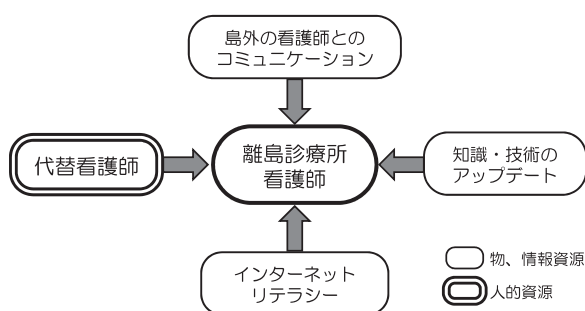 島外の看護師との
コミュニケーション
代替看護師
離島診療所
看護師
知識・技術の
アップデート
インターネット
リテラシー
物、情報資源
人的資源